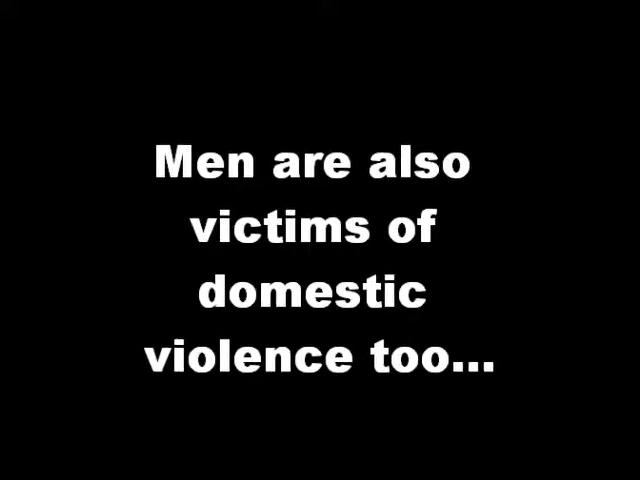 Men are also
victims of
domestic
violence too...